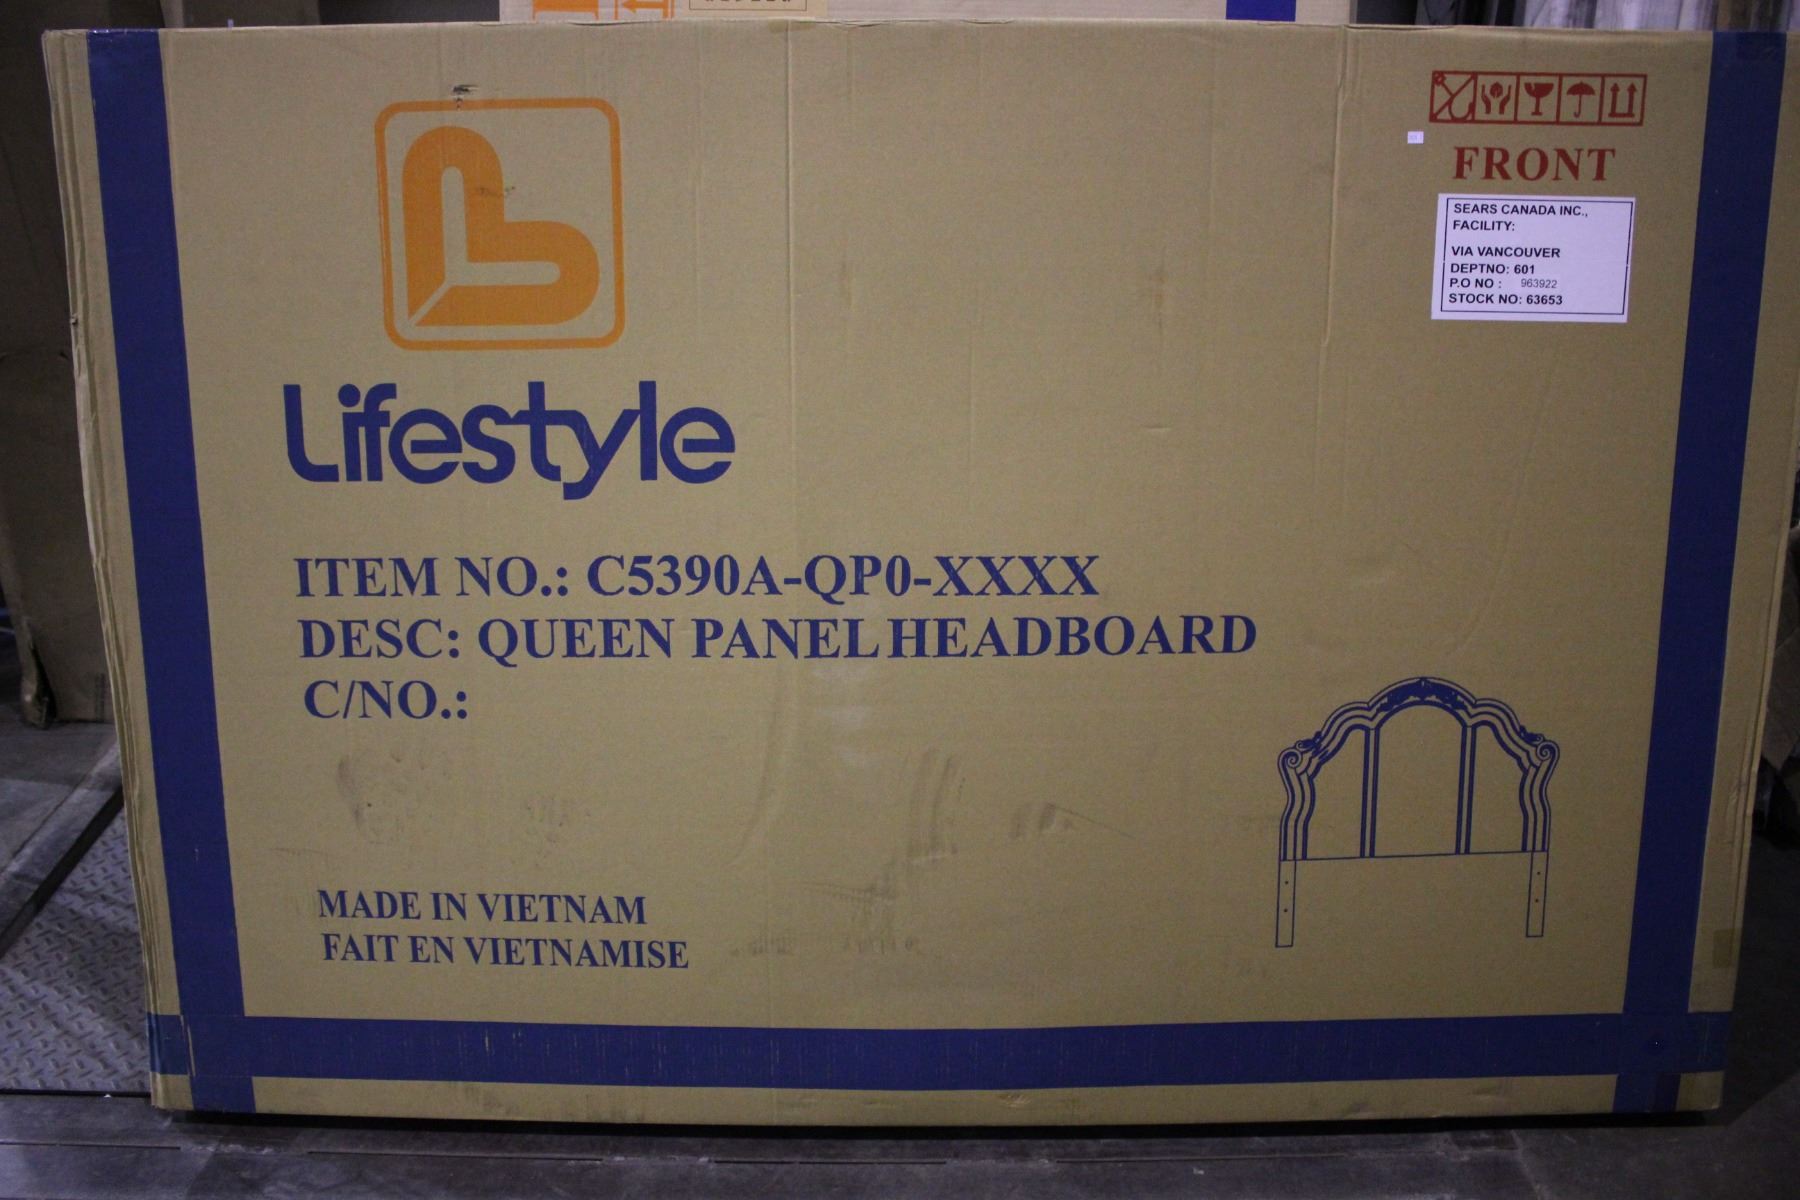 Lifestyle
ITEM NO.: C5390A-QP0-XXXX
DESC: QUEEN PANEL HEADBOARD
C/NO.:
MADE IN VIETNAM
FAIT EN VIETNAMISE
FRONT
SEARS CANADA INC.,
FACILITY:
VIA VANCOUVER
DEPTNO: 601
P.O NO : 963922
STOCK NO: 63653